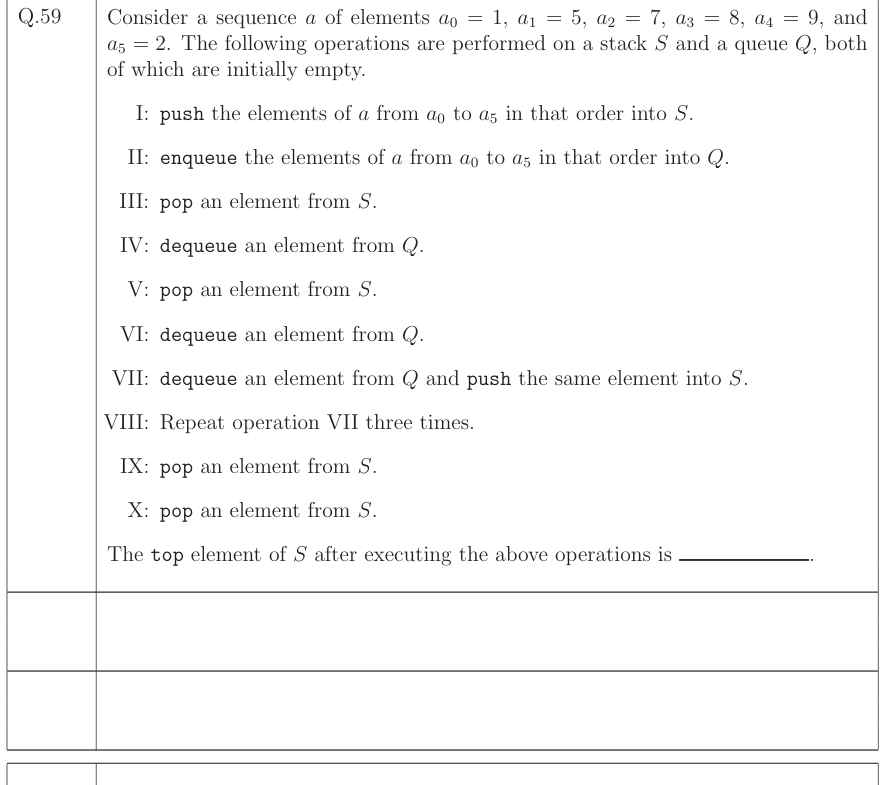 Q.59 Consider a sequence a of elements a₀ = 1, a₁ = 5, a₂ = 7, a₃ = 8, a₄ = 9, and
a₅ = 2. The following operations are performed on a stack S and a queue Q, both
of which are initially empty.
I: push the elements of a from a₀ to a₅ in that order into S.
II: enqueue the elements of a from a₀ to a₅ in that order into Q.
III: pop an element from S.
IV: dequeue an element from Q.
V: pop an element from S.
VI: dequeue an element from Q.
VII: dequeue an element from Q and push the same element into S.
VIII: Repeat operation VII three times.
IX: pop an element from S.
X: pop an element from S.
The top element of S after executing the above operations is ____________.